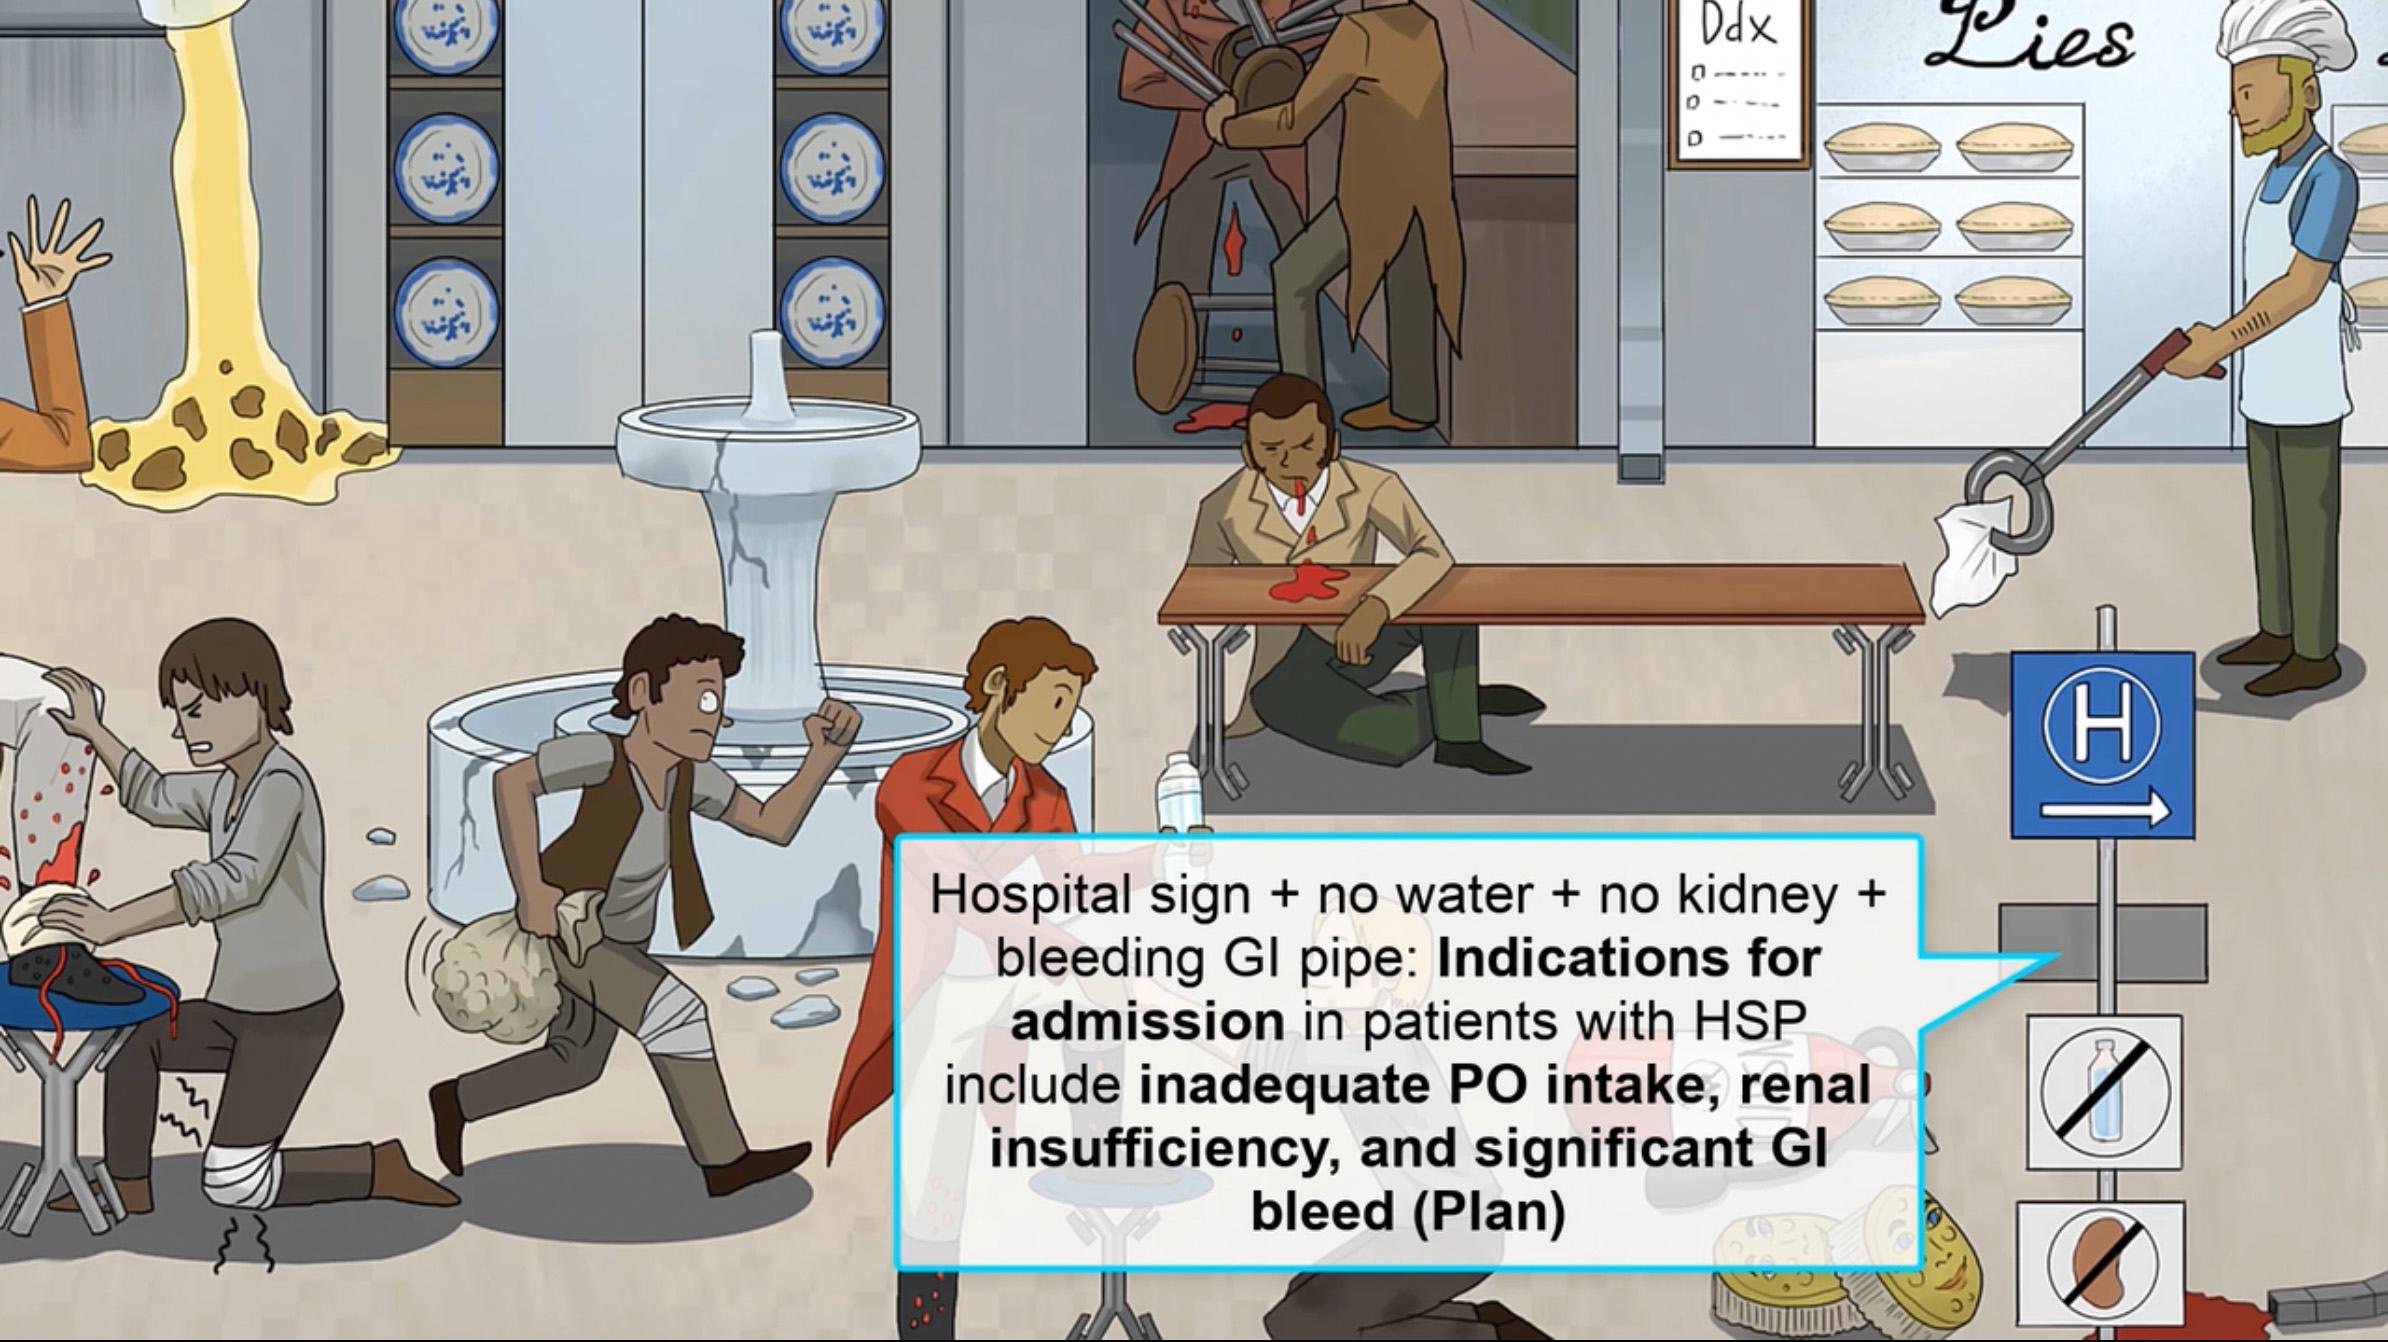 Ddx
Pies
H
Hospital sign + no water + no kidney +
bleeding GI pipe: Indications for
admission in patients with HSP
include inadequate PO intake, renal
insufficiency, and significant GI
bleed (Plan)